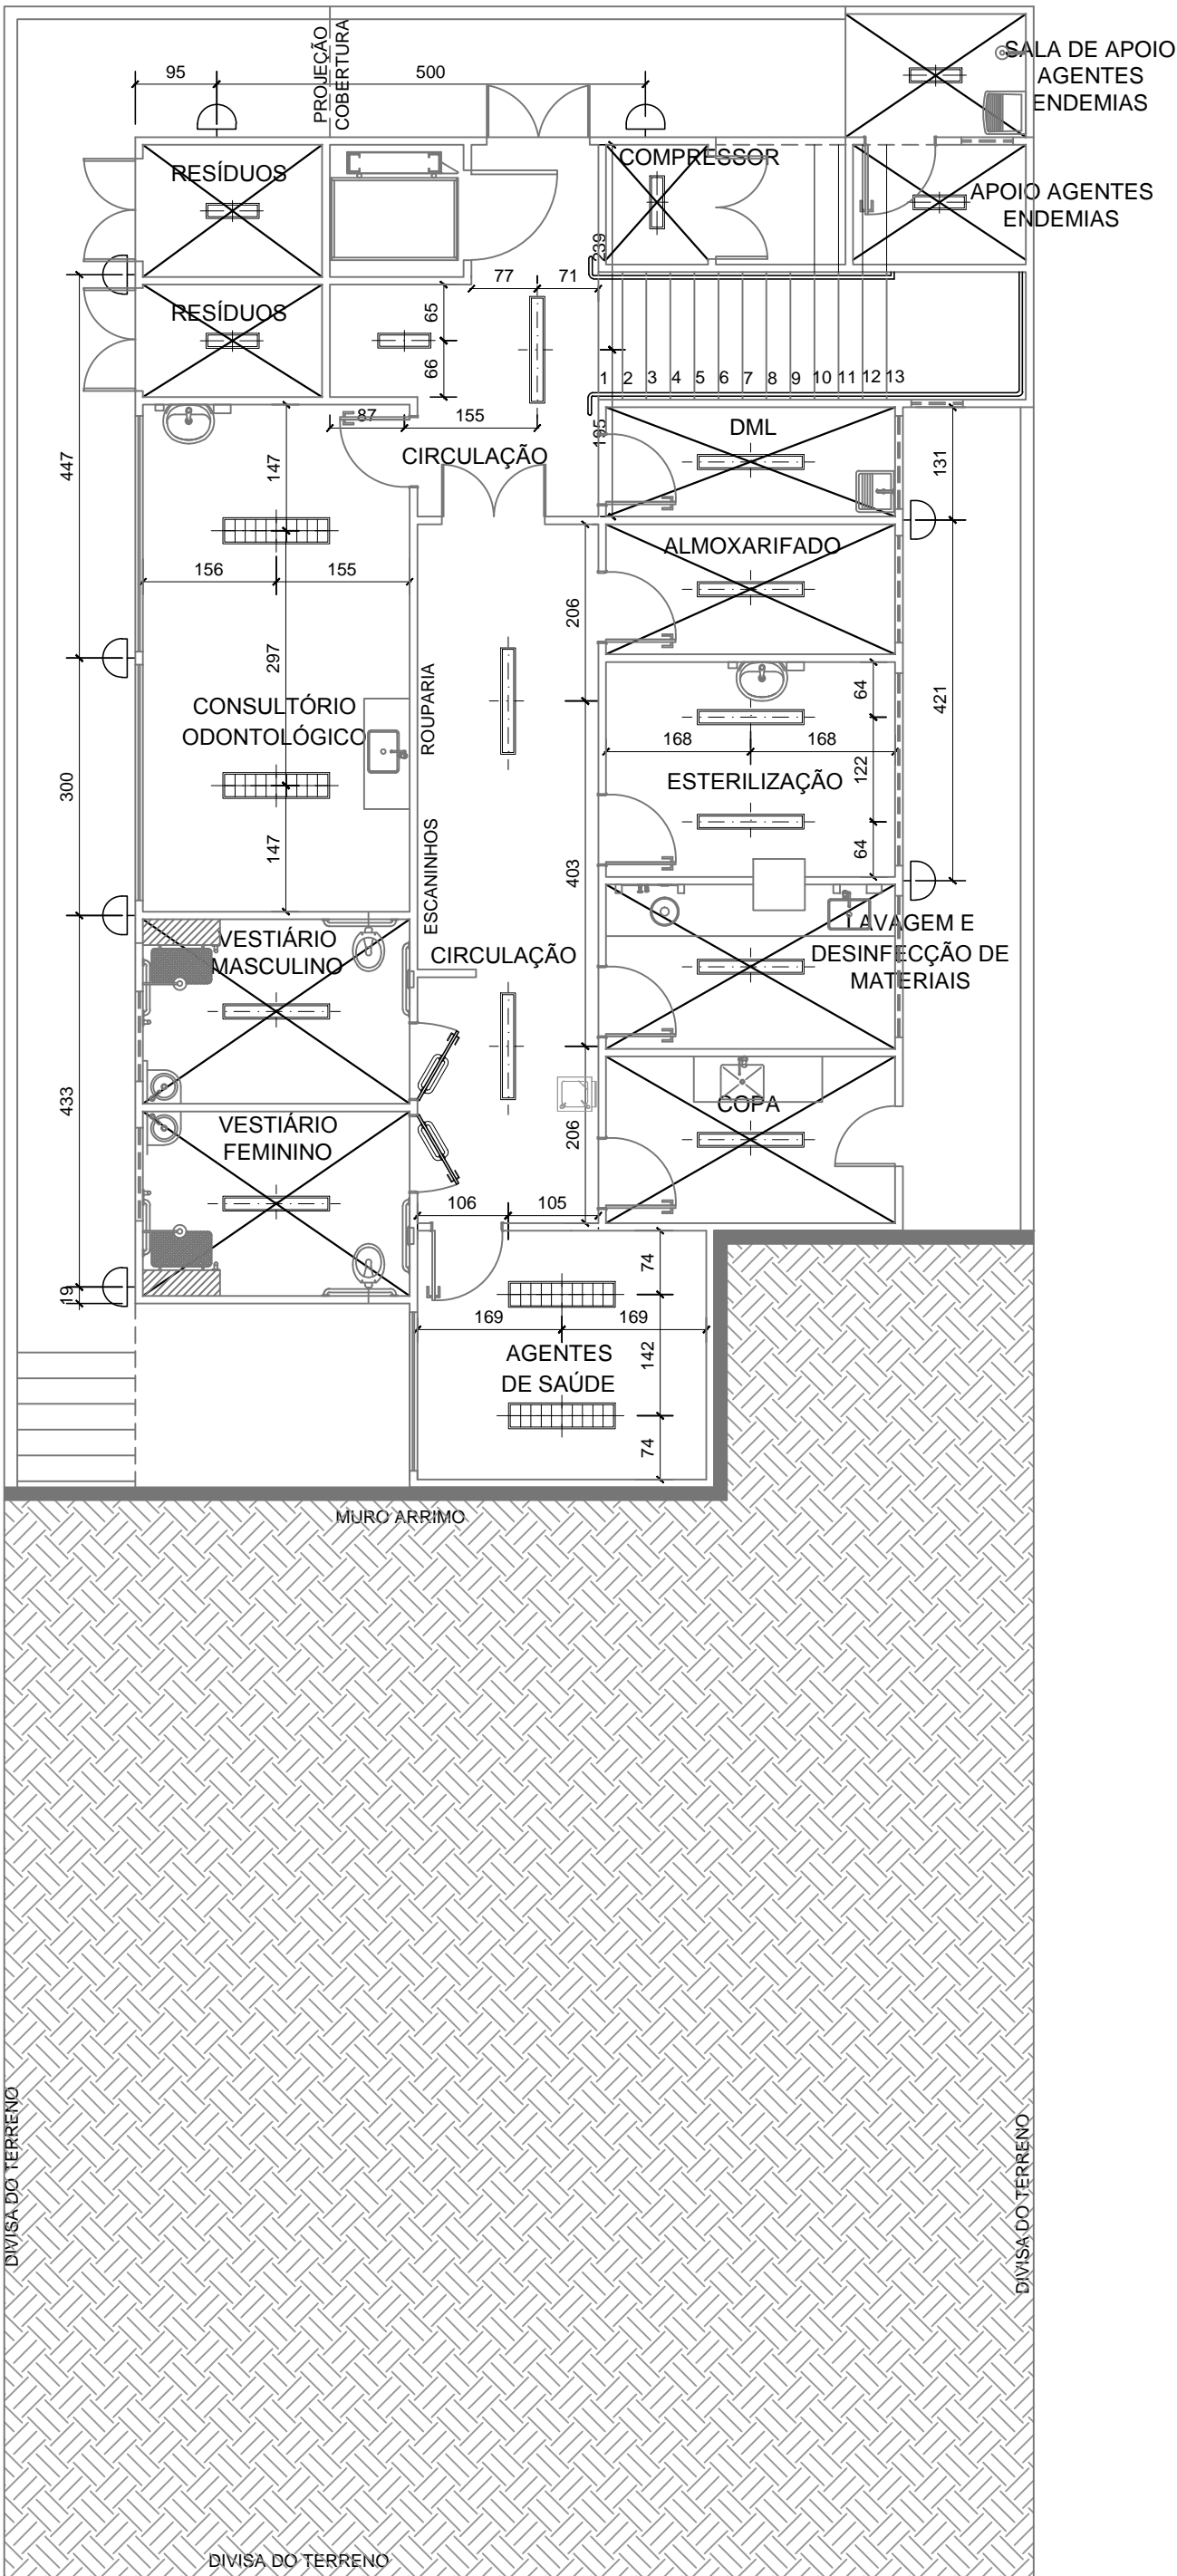 PROJEÇÃO
COBERTURA
95
500
SALA DE APOIO
AGENTES
ENDEMIAS
RESÍDUOS
COMPRESSOR
APOIO AGENTES
ENDEMIAS
239
77
71
RESÍDUOS
65
66
1 2 3 4 5 6 7 8 9 10 11 12 13
87
155
195
CIRCULAÇÃO
DML
131
447
147
ALMOXARIFADO
156
155
206
297
ROUPARIA
64
421
CONSULTÓRIO
ODONTOLÓGICO
168
168
122
ESTERILIZAÇÃO
300
147
ESCANINHOS
403
64
VESTIÁRIO
MASCULINO
CIRCULAÇÃO
LAVAGEM E
DESINFECÇÃO DE
MATERIAIS
433
VESTIÁRIO
FEMININO
206
COPA
106
105
74
19
169
169
142
AGENTES
DE SAÚDE
74
MURO ARRIMO
DIVISA DO TERRENO
DIVISA DO TERRENO
DIVISA DO TERRENO